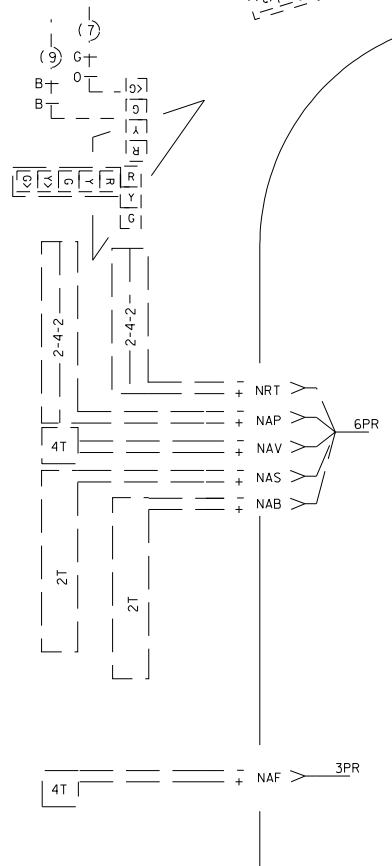 (7)
(9) G
O
B
B
<G>
G
Y
R
<G> <Y> G Y R R
Y
G
2-4-2
2-4-2
- NRT
+
- NAP 6PR
+
4T - NAV
+
- NAS
+
- NAB
+
2T
2T
- NAF 3PR
+
4T